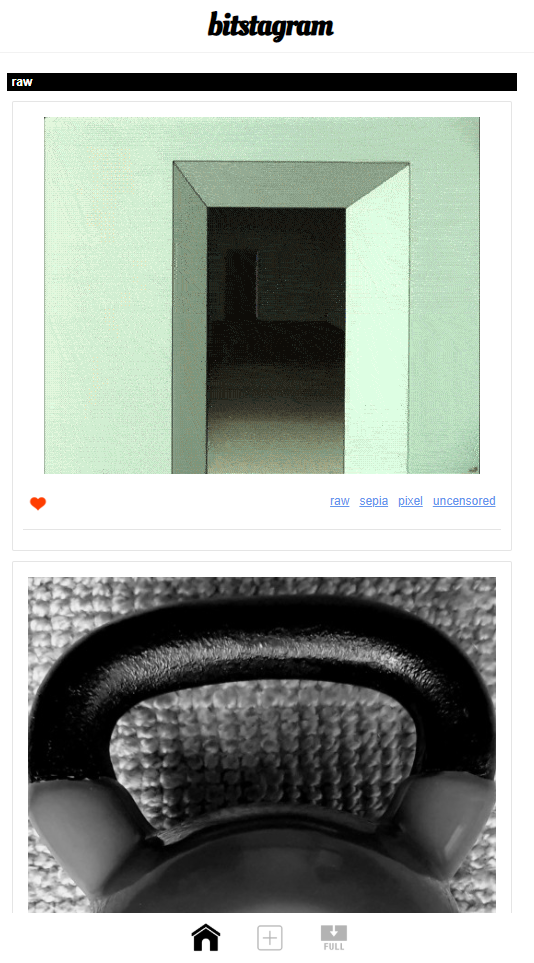 bitstagram
raw
raw sepia pixel uncensored
FULL